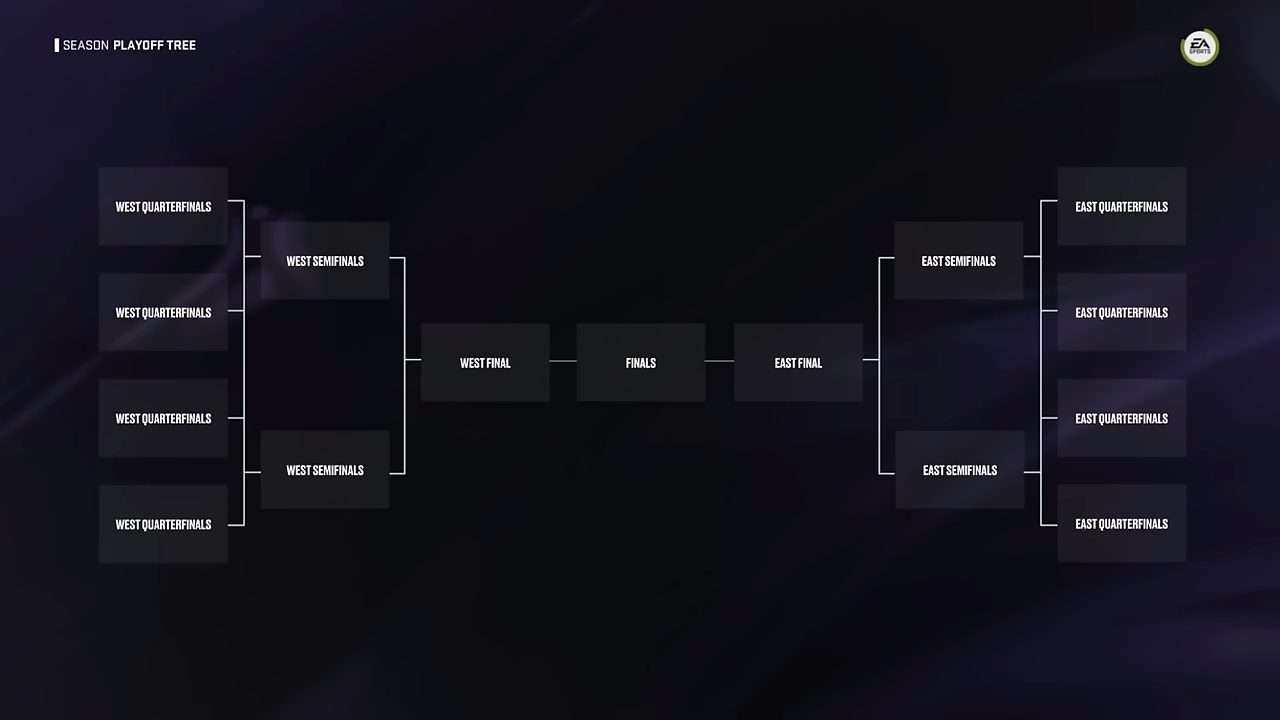 SEASON PLAYOFF TREE
EA
SPORTS
WEST QUARTERFINALS
EAST QUARTERFINALS
WEST SEMIFINALS
EAST SEMIFINALS
WEST QUARTERFINALS
EAST QUARTERFINALS
WEST FINAL
FINALS
EAST FINAL
WEST QUARTERFINALS
EAST QUARTERFINALS
WEST SEMIFINALS
EAST SEMIFINALS
WEST QUARTERFINALS
EAST QUARTERFINALS